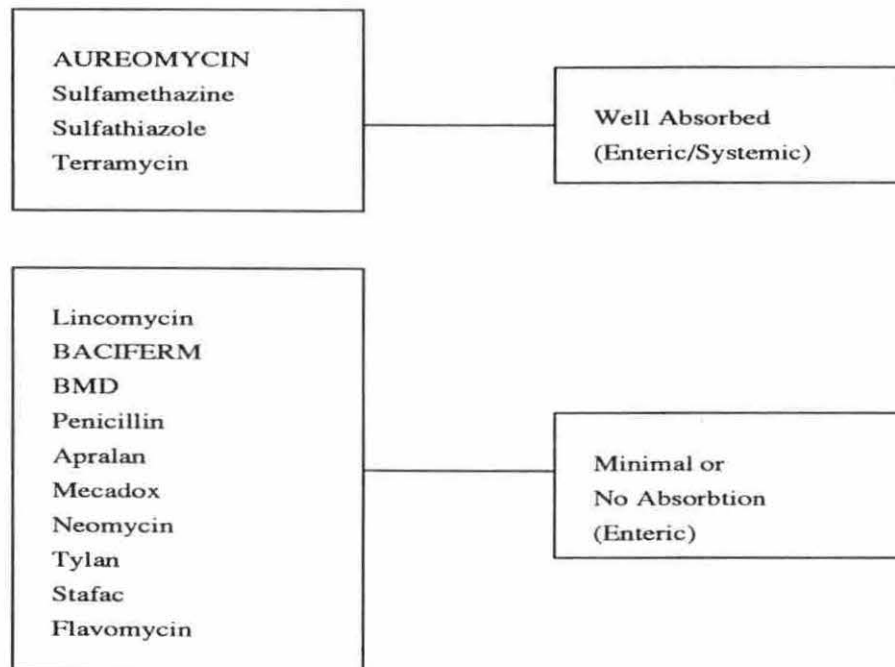 AUREOMYCIN
Sulfamethazine
Sulfathiazole
Terramycin
Well Absorbed
(Enteric/Systemic)
Lincomycin
BACIFERM
BMD
Penicillin
Apralan
Mecadox
Neomycin
Tylan
Stafac
Flavomycin
Minimal or
No Absorbtion
(Enteric)